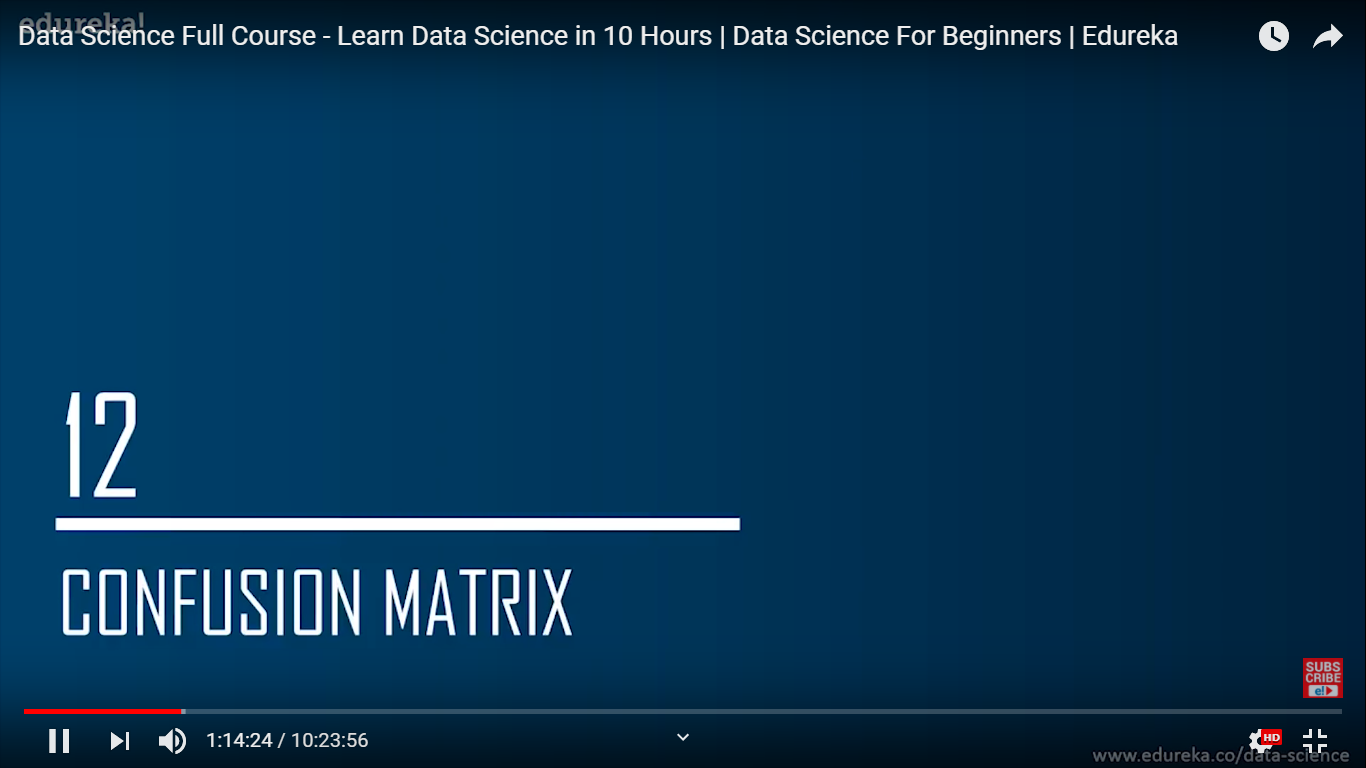 edureka!
Data Science Full Course - Learn Data Science in 10 Hours | Data Science For Beginners | Edureka
12
CONFUSION MATRIX
SUBS
CRIBE
e!
1:14:24 / 10:23:56
HD
www.edureka.co/data-science